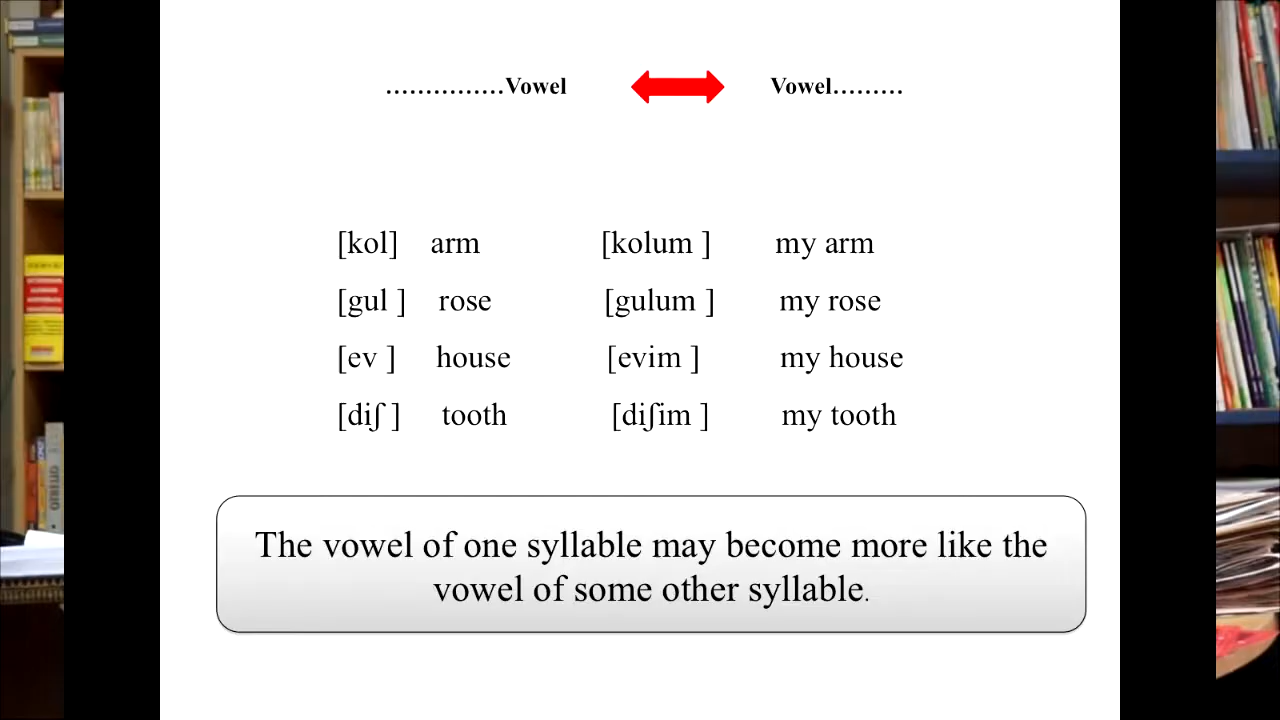 ……………Vowel Vowel………
[kol] arm [kolum ] my arm
[gul ] rose [gulum ] my rose
[ev ] house [evim ] my house
[diʃ ] tooth [diʃim ] my tooth
The vowel of one syllable may become more like the
vowel of some other syllable.